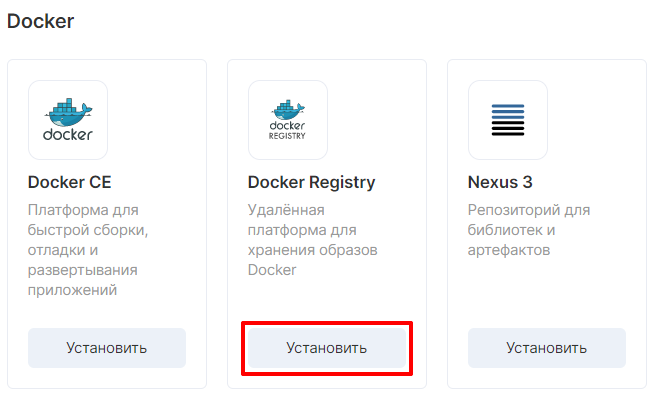 Docker
docker
Docker CE
Платформа для
быстрой сборки,
отладки и
развертывания
приложений
Установить
docker
REGISTRY
Docker Registry
Удалённая
платформа для
хранения образов
Docker
Установить
Nexus 3
Репозиторий для
библиотек и
артефактов
Установить